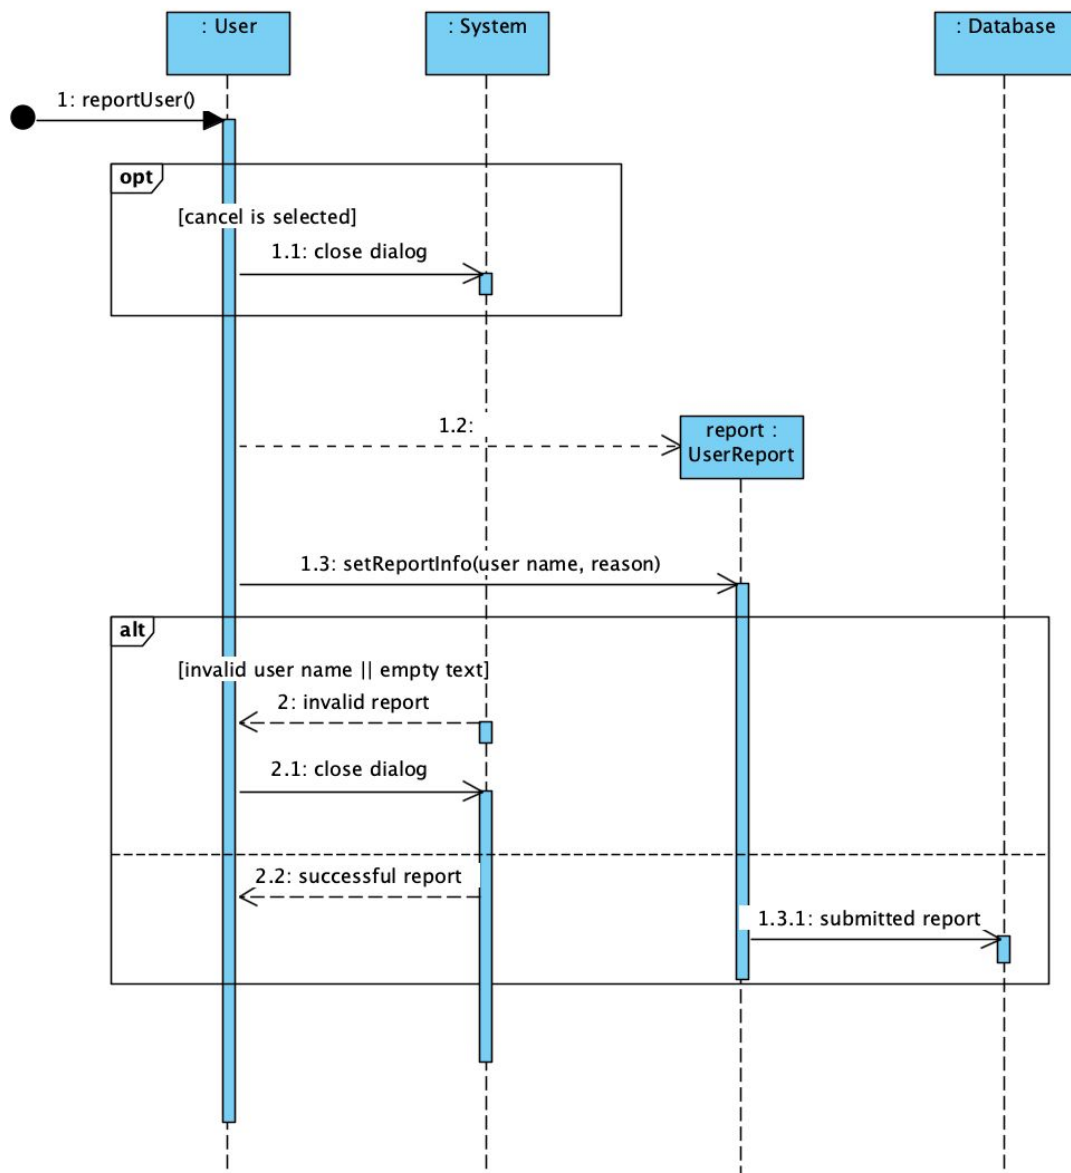 : User
: System
: Database
1: reportUser()
opt
[cancel is selected]
1.1: close dialog
1.2:
report :
UserReport
1.3: setReportInfo(user name, reason)
alt
[invalid user name || empty text]
2: invalid report
2.1: close dialog
2.2: successful report
1.3.1: submitted report